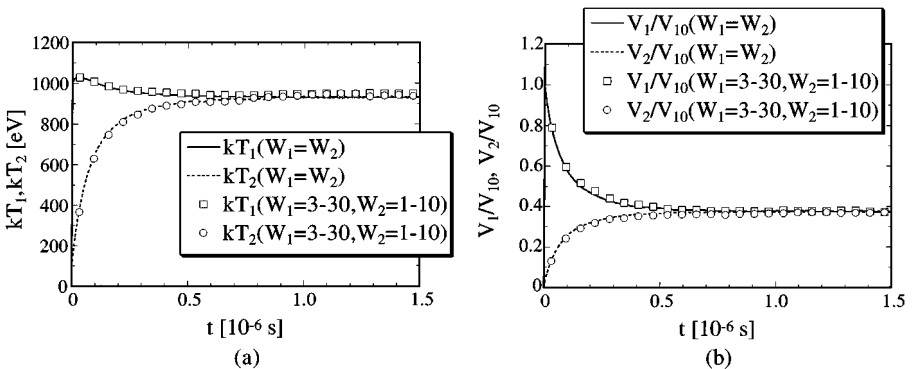 1200
1000
800
600
400
200
0
kT₁,kT₂ [eV]
kT₁(W₁=W₂)
kT₂(W₁=W₂)
kT₁(W₁=3-30,W₂=1-10)
kT₂(W₁=3-30,W₂=1-10)
0 0.5 1.0 1.5
t [10⁻⁶ s]
(a)
V₁/V₁₀(W₁=W₂)
V₂/V₁₀(W₁=W₂)
V₁/V₁₀(W₁=3-30,W₂=1-10)
V₂/V₁₀(W₁=3-30,W₂=1-10)
1.2
1.0
0.8
0.6
0.4
0.2
0
V₁/V₁₀, V₂/V₁₀
0 0.5 1.0 1.5
t [10⁻⁶ s]
(b)